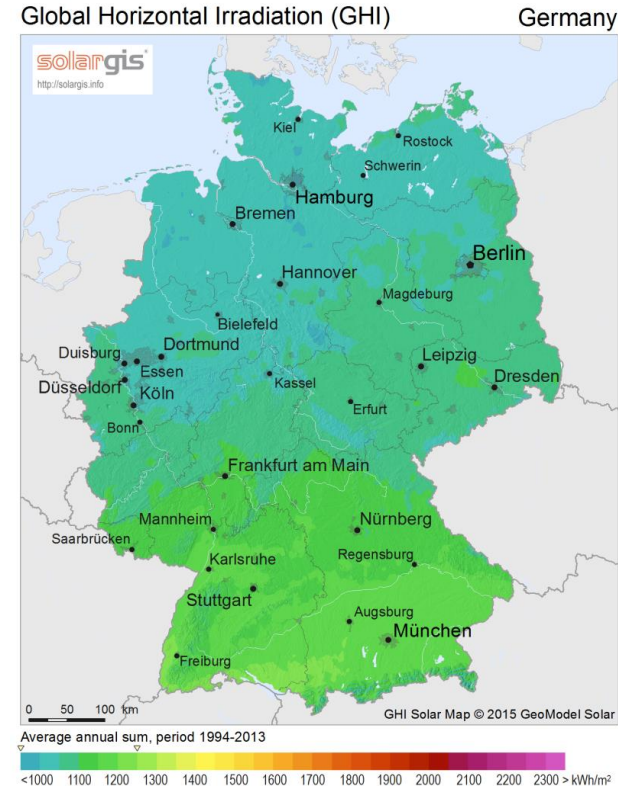 Global Horizontal Irradiation (GHI) Germany
solargis
http://solargis.info
Kiel
Rostock
Schwerin
Hamburg
Bremen
Berlin
Hannover
Magdeburg
Bielefeld
Dortmund
Duisburg
Essen
Leipzig
Düsseldorf
Kassel
Dresden
Köln
Erfurt
Bonn
Frankfurt am Main
Mannheim
Nürnberg
Saarbrücken
Regensburg
Karlsruhe
Stuttgart
Augsburg
München
Freiburg
0 50 100 km
GHI Solar Map © 2015 GeoModel Solar
Average annual sum, period 1994-2013
<1000 1100 1200 1300 1400 1500 1600 1700 1800 1900 2000 2100 2200 2300 > kWh/m²